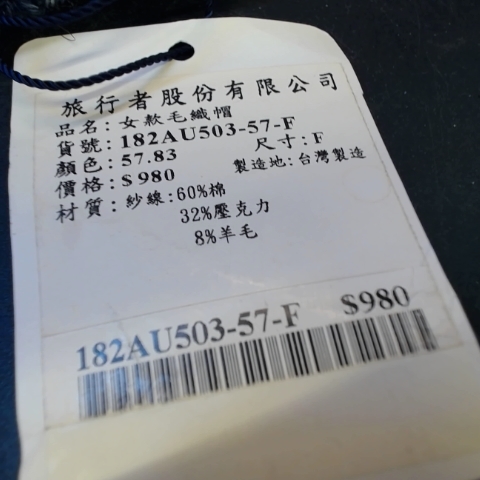 旅行者股份有限公司
品名:女款毛織帽
貨號:182AU503-57-F
顏色:57.83 尺寸:F
價格:$980 製造地:台灣製造
材質:紗線:60%棉
32%壓克力
8%羊毛
182AU503-57-F $980